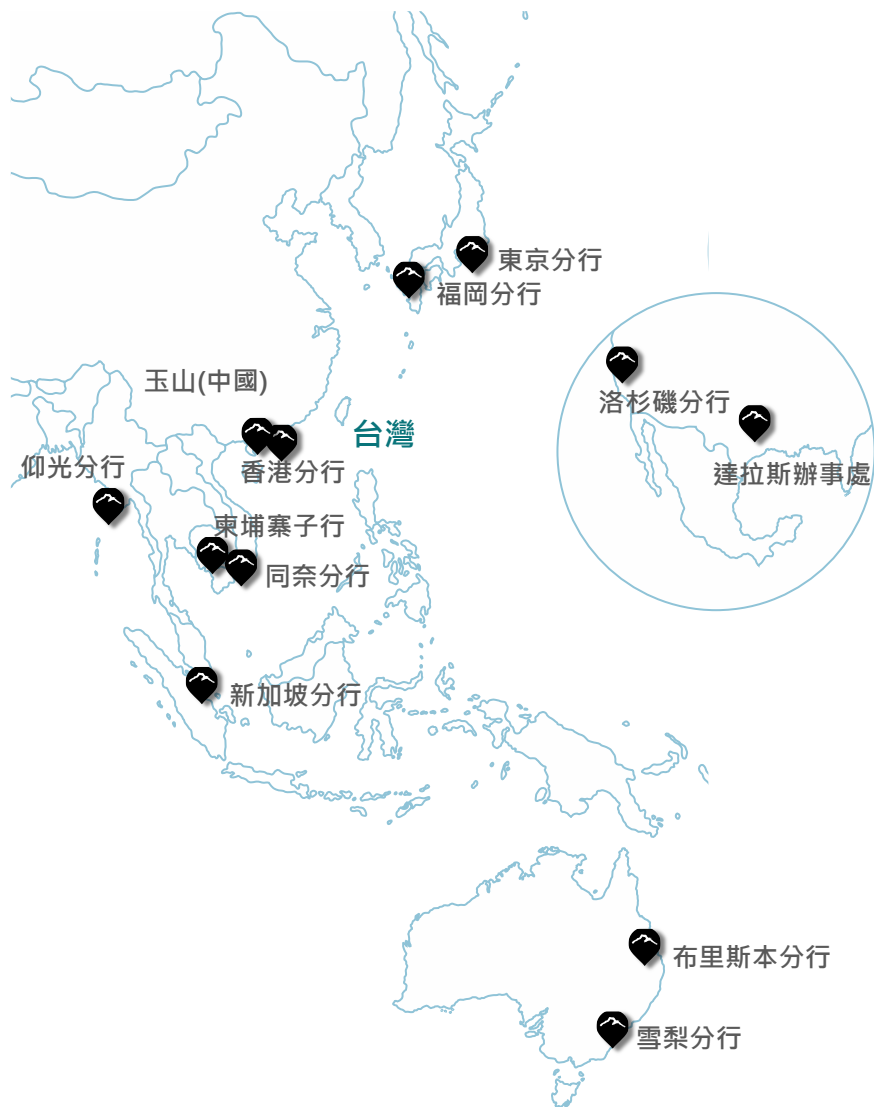 東京分行
福岡分行
玉山(中國)
洛杉磯分行
台灣
仰光分行
香港分行
達拉斯辦事處
柬埔寨子行
同奈分行
新加坡分行
布里斯本分行
雪梨分行